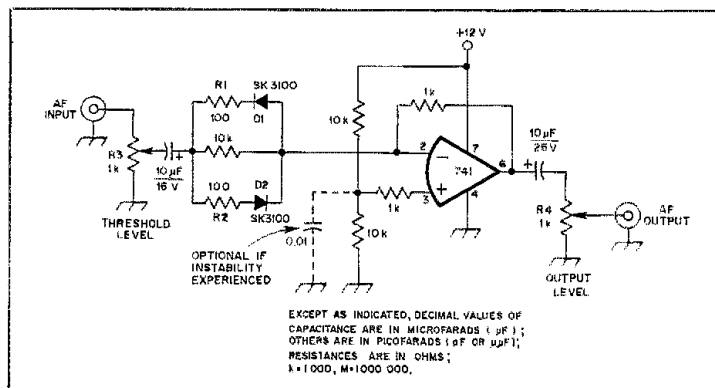 +12 V
AF
INPUT
R3
1k
10 µF
16 V
THRESHOLD
LEVEL
R1
100
SK 3100
D1
10k
100
R2
D2
SK3100
10k
1k
2
7
741
3
4
6
1k
10k
0.01
OPTIONAL IF
INSTABILITY
EXPERIENCED
10 µF
25 V
R4
1k
AF
OUTPUT
OUTPUT
LEVEL
EXCEPT AS INDICATED, DECIMAL VALUES OF
CAPACITANCE ARE IN MICROFARADS ( µF ) ;
OTHERS ARE IN PICOFARADS ( pF OR µµF);
RESISTANCES ARE IN OHMS ;
k=1000, M=1000 000.